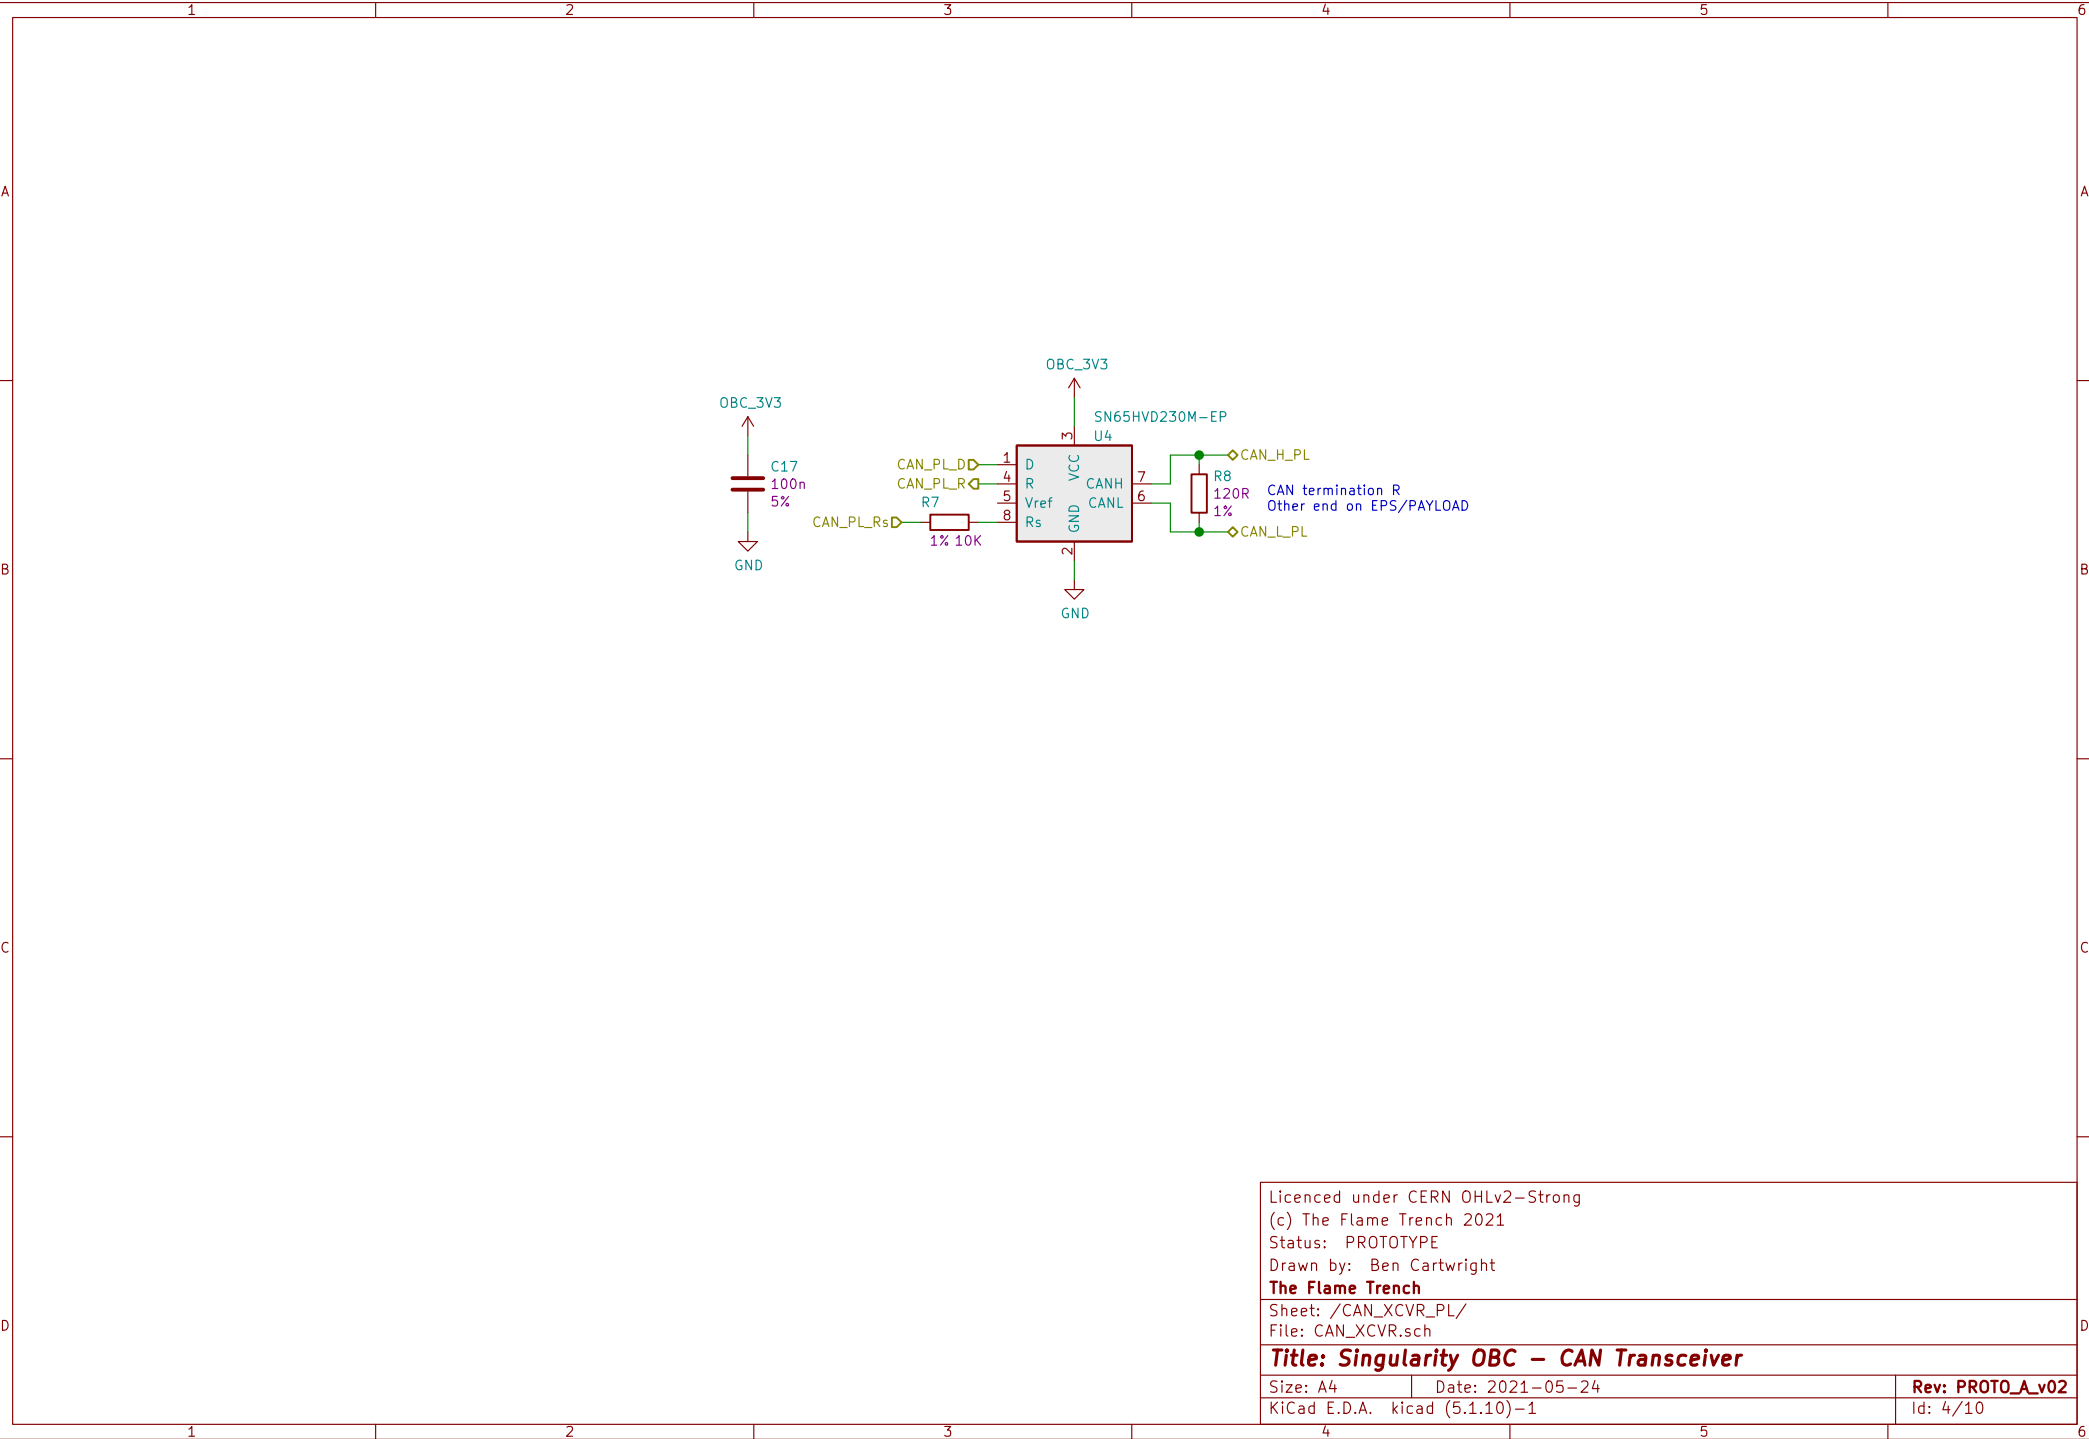 1 2 3 4 5 6
A A
OBC_3V3
OBC_3V3
SN65HVD230M-EP
U4
3
C17
100n
5%
CAN_PL_D 1 D VCC
CAN_PL_R 4 R CANH 7
R7 5 Vref CANL 6
CAN_PL_Rs 8 Rs GND
1% 10K
2
CAN_H_PL
R8
120R
1%
CAN termination R
Other end on EPS/PAYLOAD
CAN_L_PL
GND
GND
B B
C C
Licenced under CERN OHLv2-Strong
(c) The Flame Trench 2021
Status: PROTOTYPE
Drawn by: Ben Cartwright
The Flame Trench
Sheet: /CAN_XCVR_PL/
File: CAN_XCVR.sch
D D
Title: Singularity OBC - CAN Transceiver
Size: A4 Date: 2021-05-24 Rev: PROTO_A_v02
KiCad E.D.A. kicad (5.1.10)-1 Id: 4/10
1 2 3 4 5 6